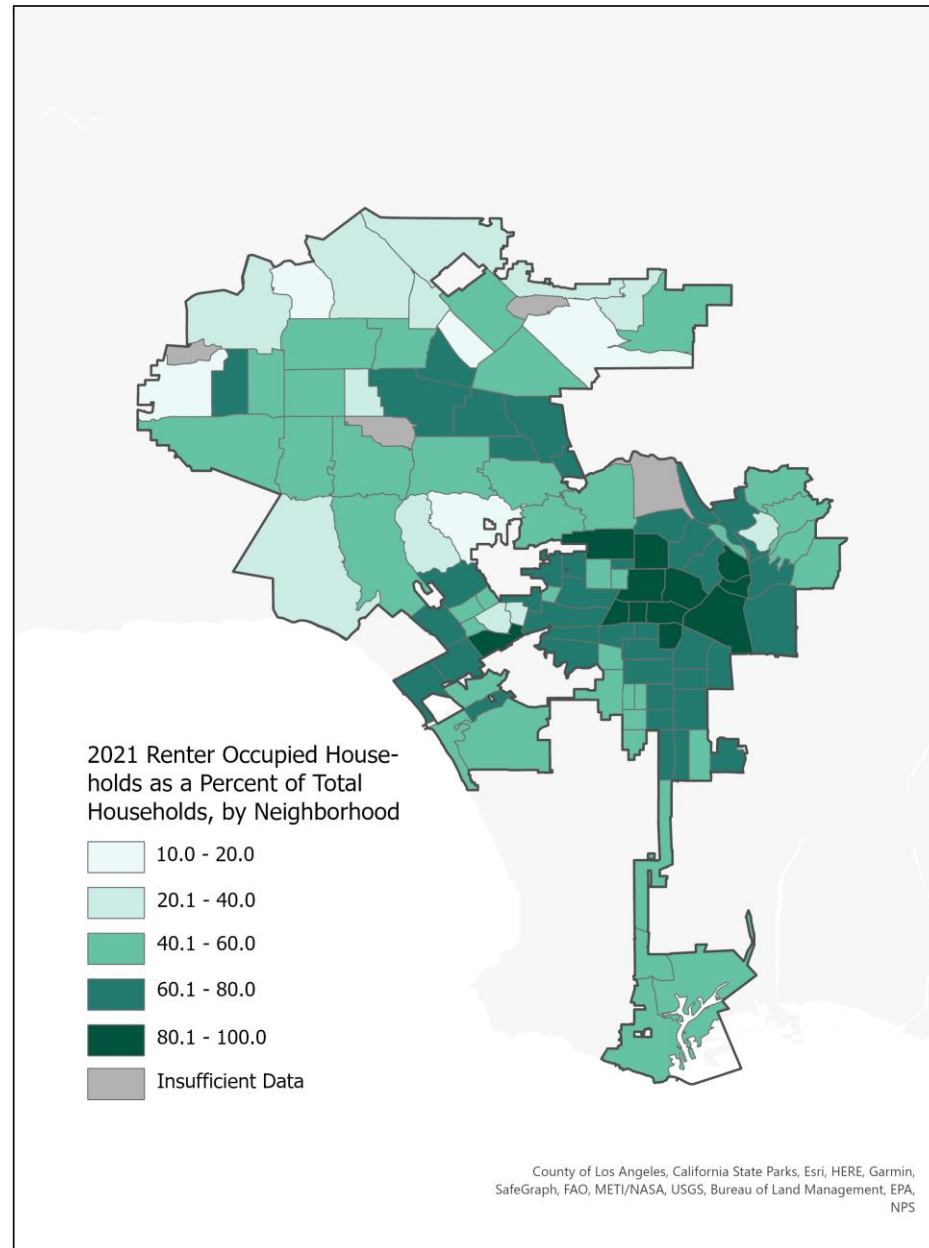 2021 Renter Occupied House-
holds as a Percent of Total
Households, by Neighborhood
10.0 - 20.0
20.1 - 40.0
40.1 - 60.0
60.1 - 80.0
80.1 - 100.0
Insufficient Data
County of Los Angeles, California State Parks, Esri, HERE, Garmin,
SafeGraph, FAO, METI/NASA, USGS, Bureau of Land Management, EPA,
NPS